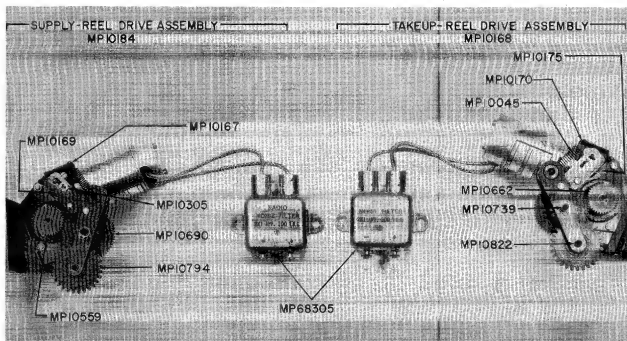 SUPPLY-REEL DRIVE ASSEMBLY
MP10184
TAKEUP-REEL DRIVE ASSEMBLY
MP10168
MP10175
MP10170
MP10045
MP10167
MP10169
MP10305
MP10662
MP10739
MP10690
MP10822
MP10794
MP68305
MP10559
RADIO